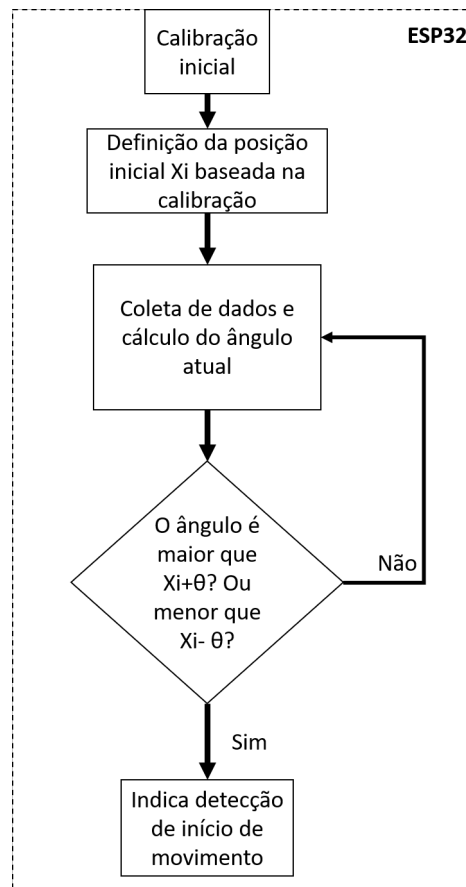 Calibração
inicial
ESP32
Definição da posição
inicial Xi baseada na
calibração
Coleta de dados e
cálculo do ângulo
atual
O ângulo é
maior que
Xi+θ? Ou
menor que
Xi- θ?
Não
Sim
Indica detecção
de início de
movimento